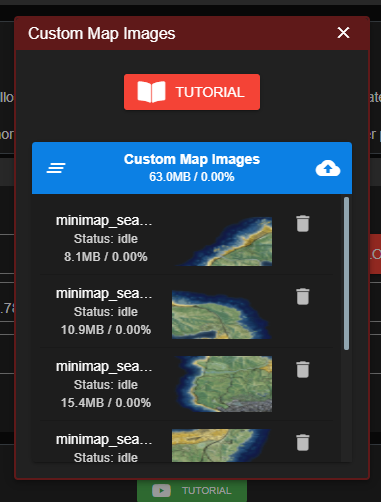 Custom Map Images
TUTORIAL
Custom Map Images
63.0MB / 0.00%
minimap_sea...
Status: idle
8.1MB / 0.00%
minimap_sea...
Status: idle
10.9MB / 0.00%
minimap_sea...
Status: idle
15.4MB / 0.00%
minimap_sea...
Status: idle
TUTORIAL